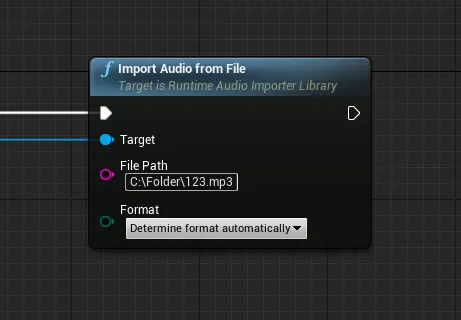 f Import Audio from File
Target is Runtime Audio Importer Library
Target
File Path
C:\Folder\123.mp3
Format
Determine format automatically